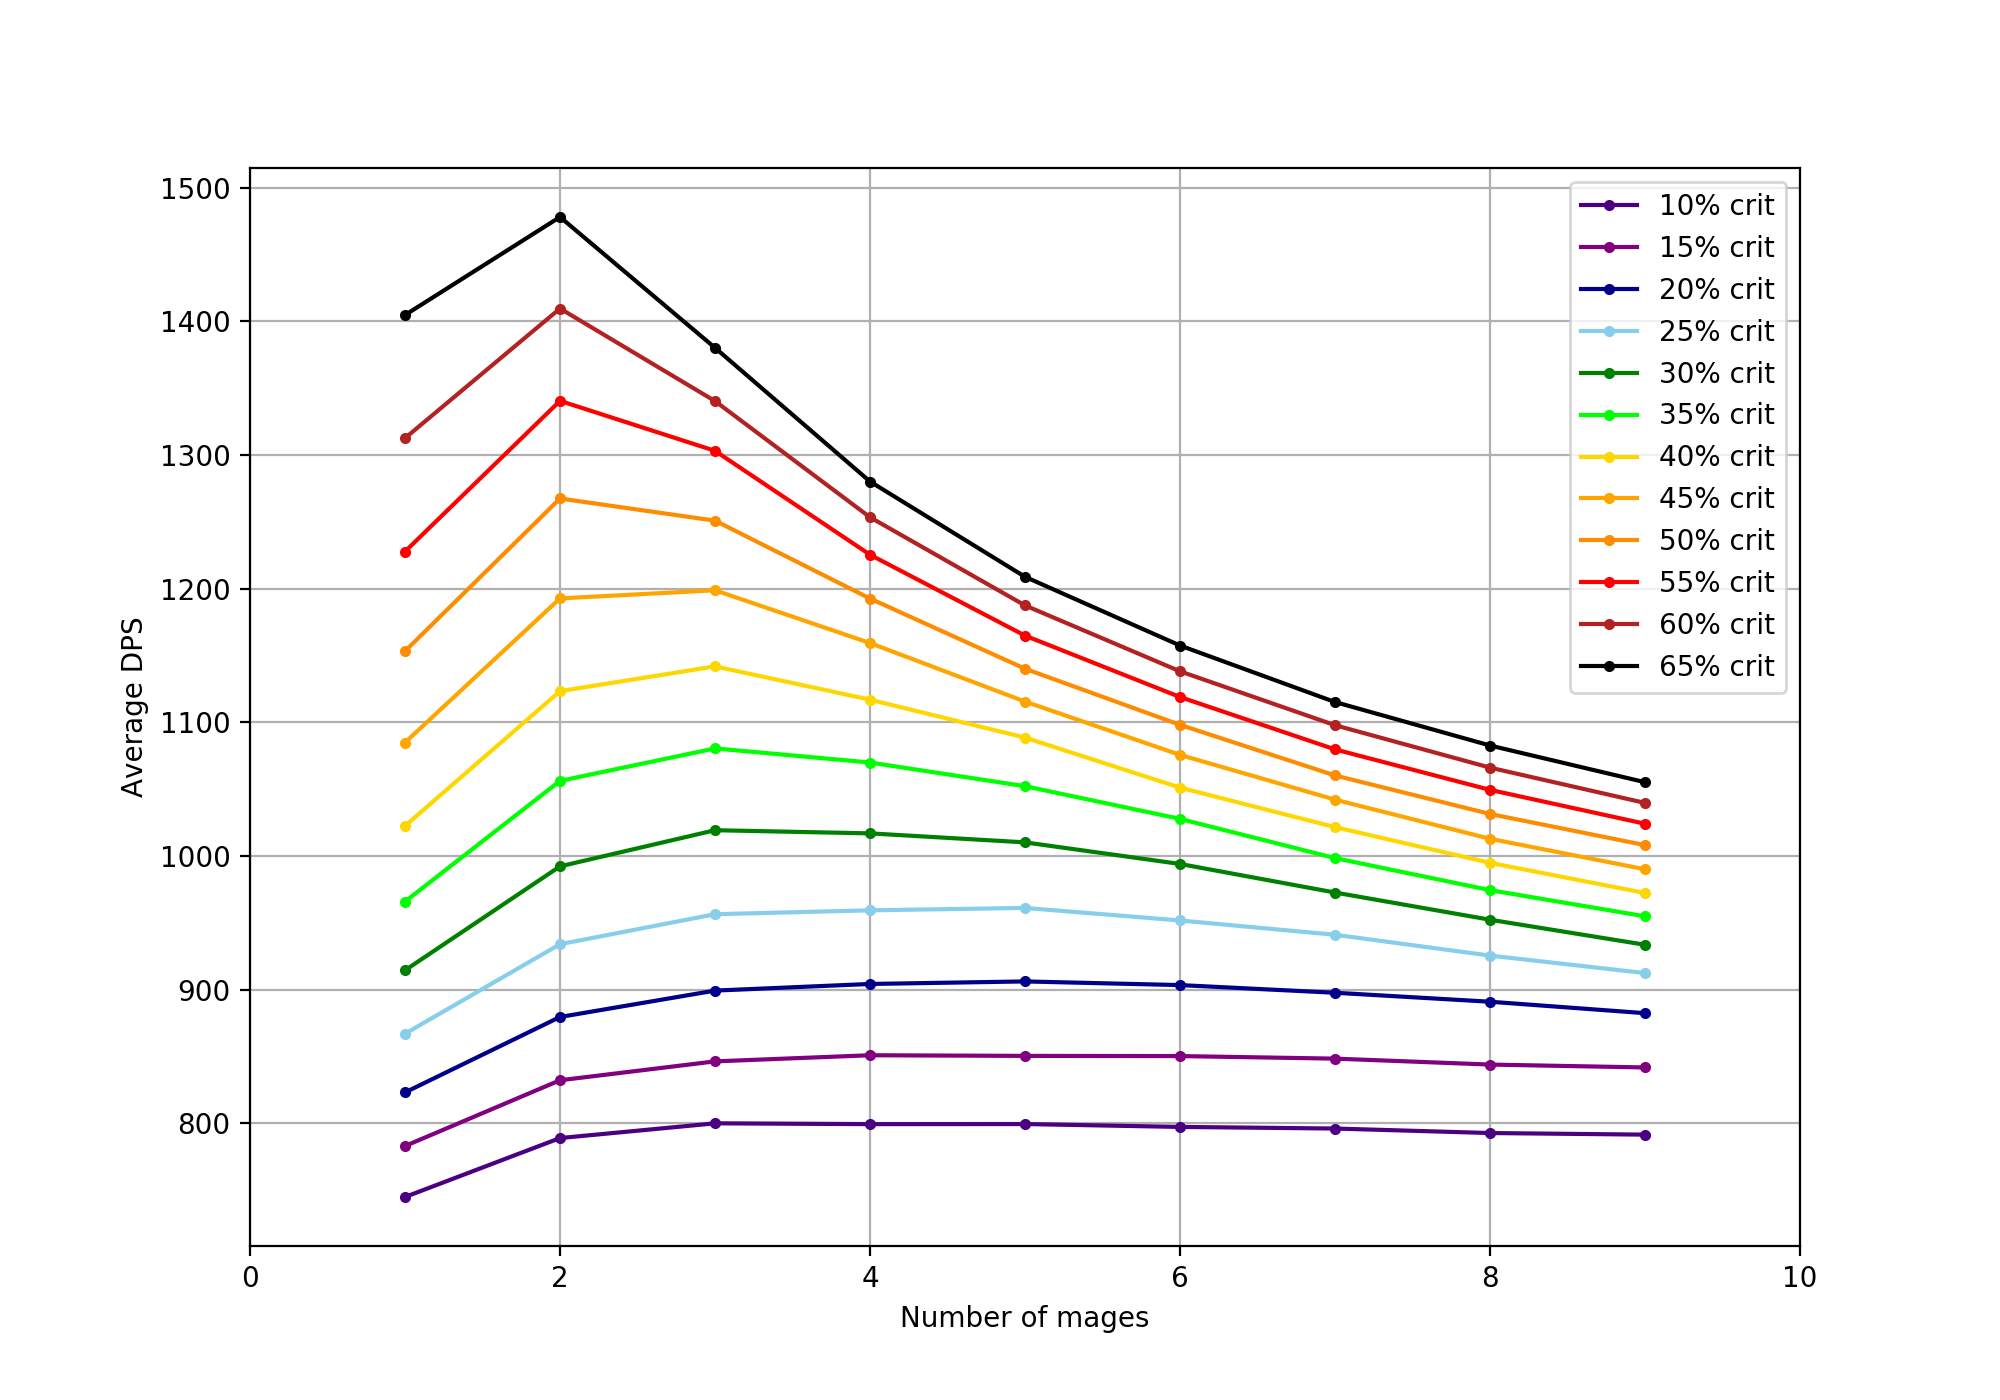 1500
1400
1300
1200
1100
1000
900
800
Average DPS
0 2 4 6 8 10
Number of mages
10% crit
15% crit
20% crit
25% crit
30% crit
35% crit
40% crit
45% crit
50% crit
55% crit
60% crit
65% crit